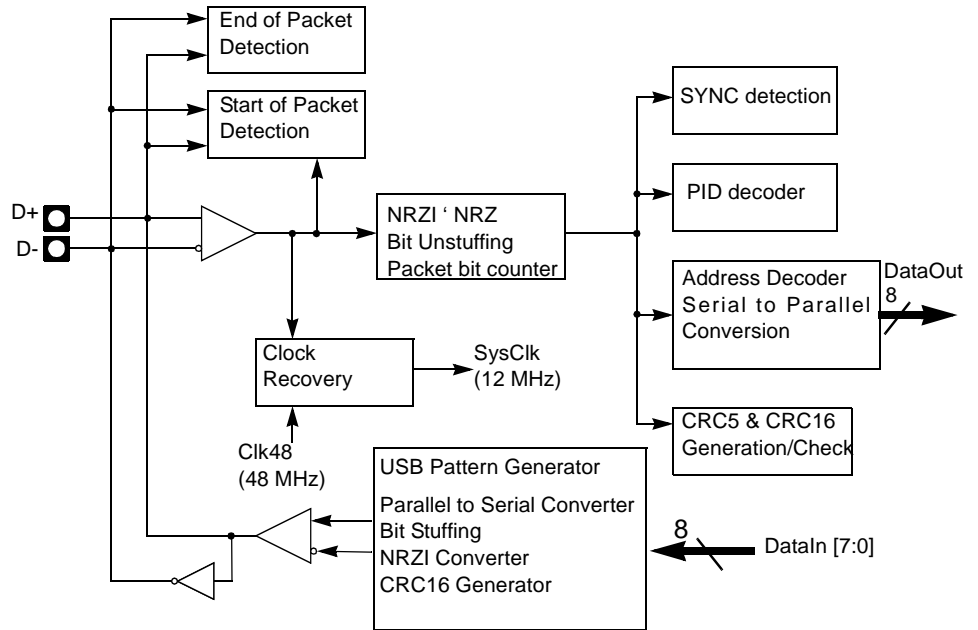 End of Packet
Detection
Start of Packet
Detection
SYNC detection
PID decoder
D+
D-
NRZI ‘ NRZ
Bit Unstuffing
Packet bit counter
Address Decoder
Serial to Parallel
Conversion
DataOut
8
Clock
Recovery
SysClk
(12 MHz)
CRC5 & CRC16
Generation/Check
Clk48
(48 MHz)
USB Pattern Generator
Parallel to Serial Converter
Bit Stuffing
NRZI Converter
CRC16 Generator
8
DataIn [7:0]